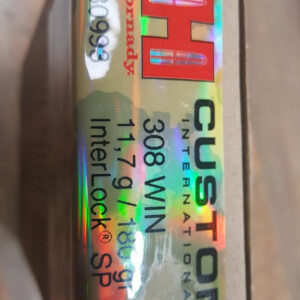 Hornady
CUSTOM
INTERNATIONAL
308 WIN
11,7 g / 180 gr
InterLock® SP